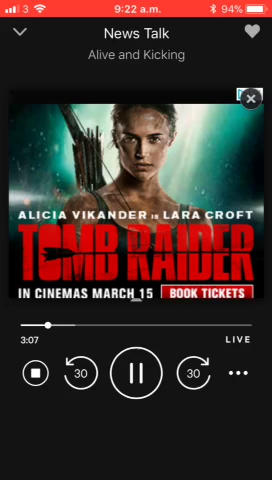 3 9:22 a.m. 94%
News Talk
Alive and Kicking
ALICIA VIKANDER IS LARA CROFT
TOMB RAIDER
IN CINEMAS MARCH 15 BOOK TICKETS
3:07 LIVE
30 30